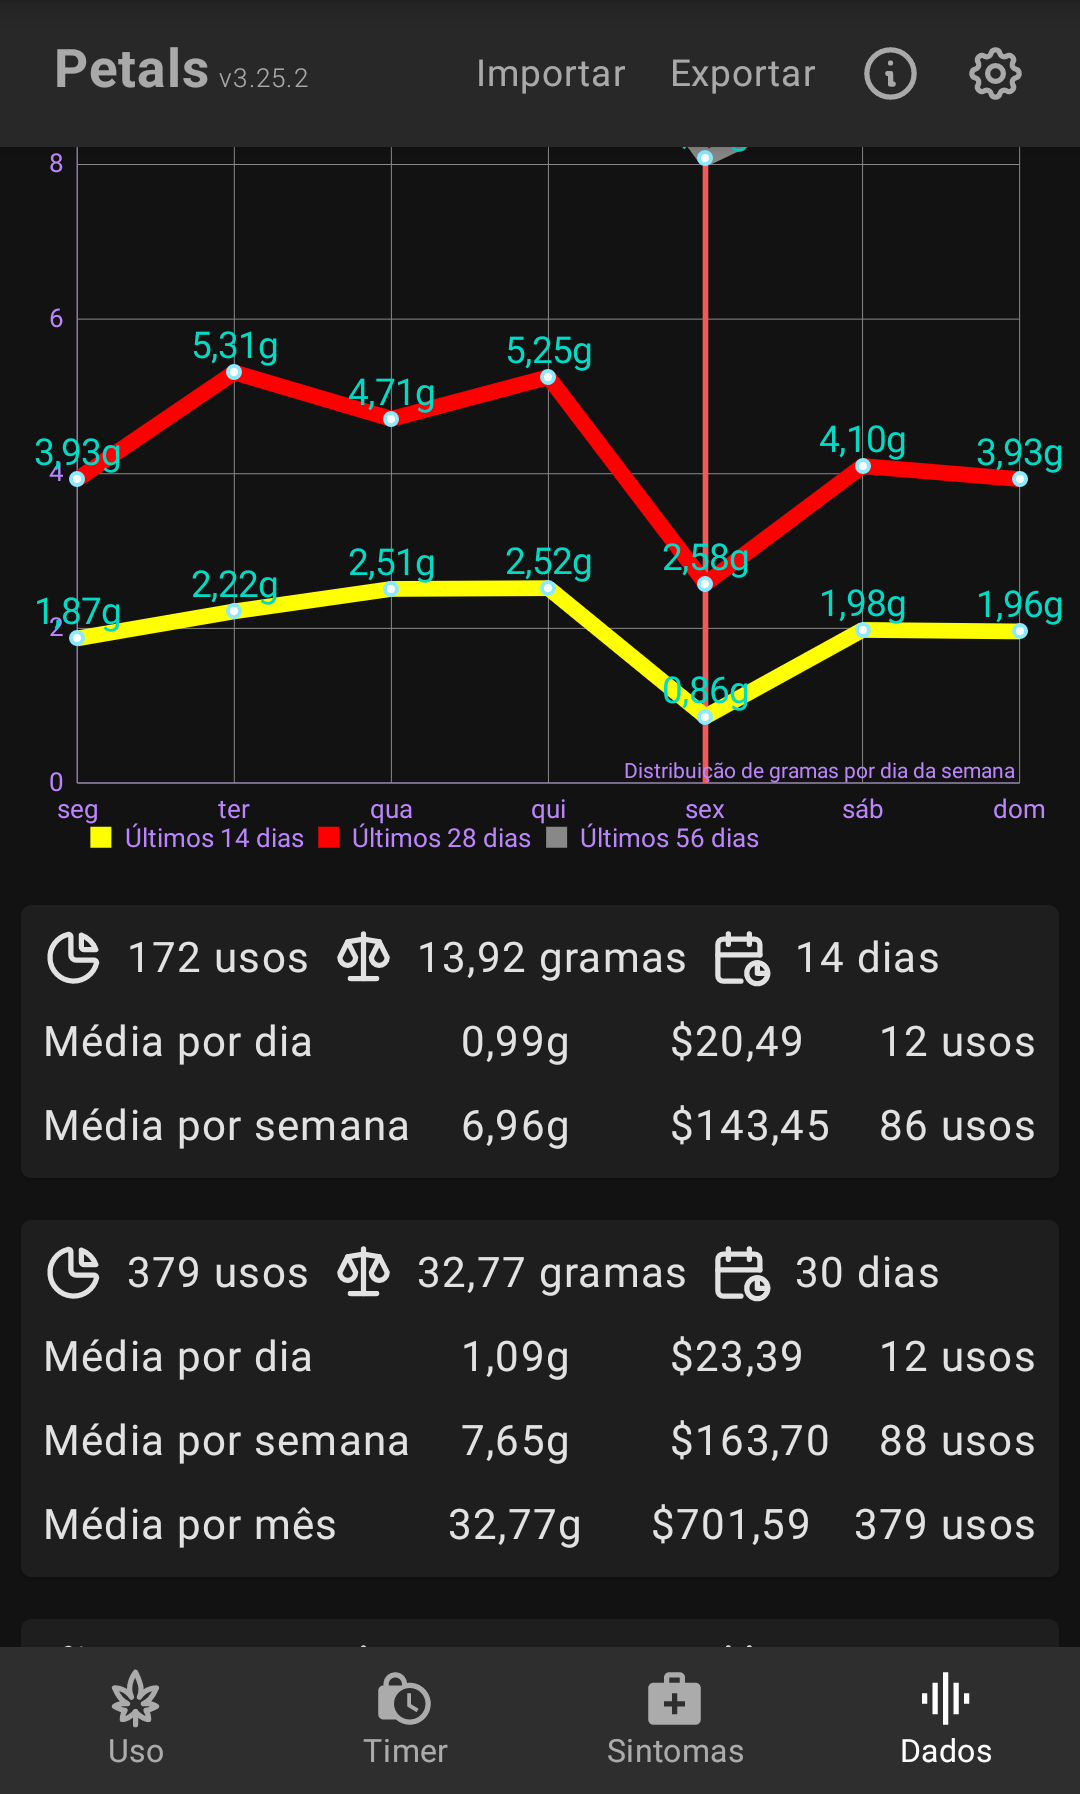 Petals v3.25.2 Importar Exportar
8
6
5,31g 5,25g
4,71g
3,93g 4,10g 3,93g
4
2,51g 2,52g 2,58g
2,22g
1,87g 1,98g 1,96g
2
0,86g
Distribuição de gramas por dia da semana
0
seg ter qua qui sex sáb dom
Últimos 14 dias Últimos 28 dias Últimos 56 dias
172 usos 13,92 gramas 14 dias
Média por dia 0,99g $20,49 12 usos
Média por semana 6,96g $143,45 86 usos
379 usos 32,77 gramas 30 dias
Média por dia 1,09g $23,39 12 usos
Média por semana 7,65g $163,70 88 usos
Média por mês 32,77g $701,59 379 usos
Uso Timer Sintomas Dados